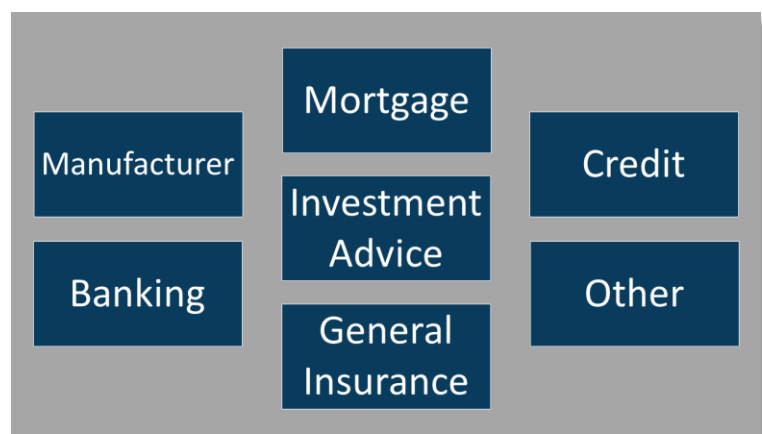 Manufacturer
Banking
Mortgage
Investment
Advice
General
Insurance
Credit
Other